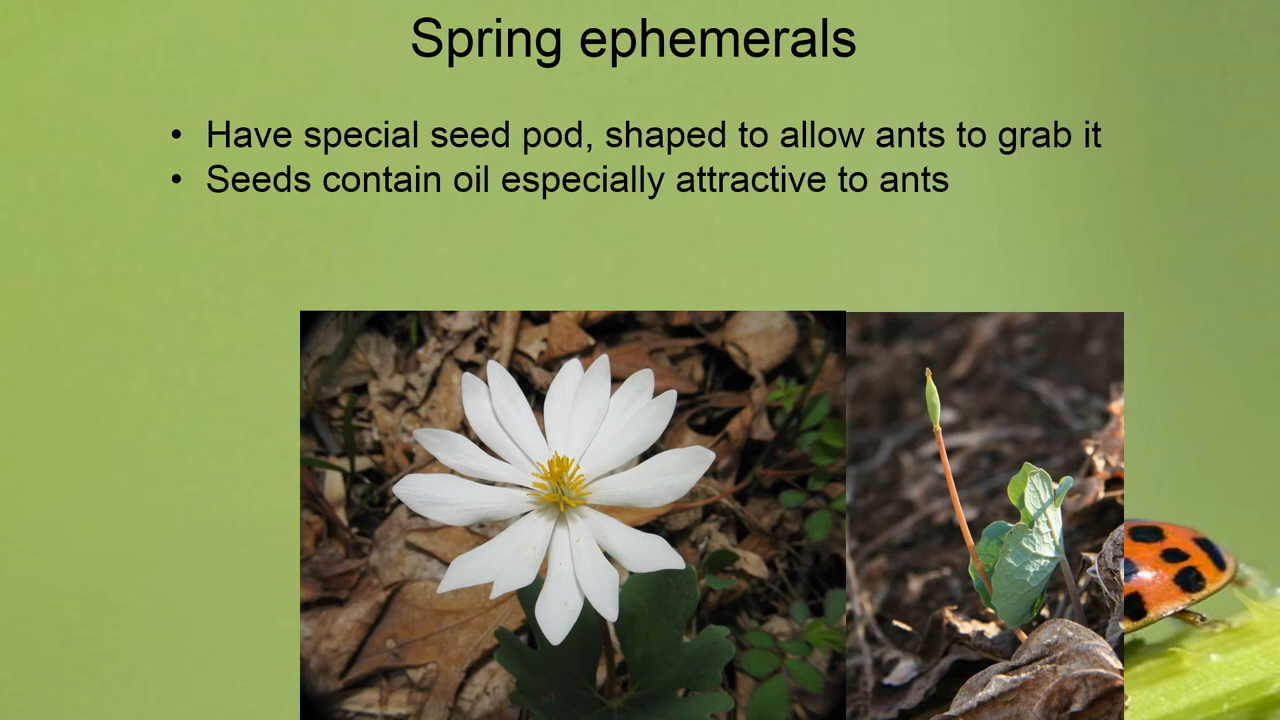 Spring ephemerals
• Have special seed pod, shaped to allow ants to grab it
• Seeds contain oil especially attractive to ants